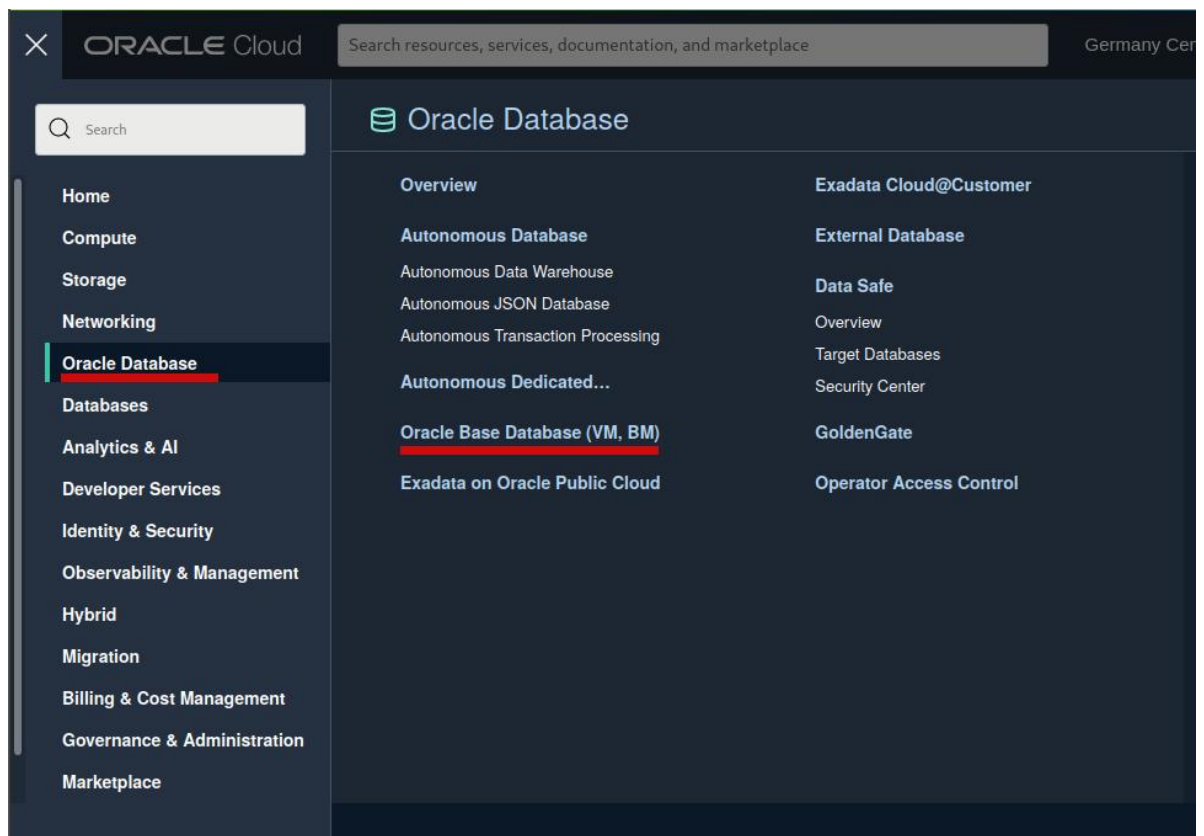 ORACLE Cloud
Search resources, services, documentation, and marketplace
Germany Cer
Search
Home
Compute
Storage
Networking
Oracle Database
Databases
Analytics & AI
Developer Services
Identity & Security
Observability & Management
Hybrid
Migration
Billing & Cost Management
Governance & Administration
Marketplace
Oracle Database
Overview
Autonomous Database
Autonomous Data Warehouse
Autonomous JSON Database
Autonomous Transaction Processing
Autonomous Dedicated...
Oracle Base Database (VM, BM)
Exadata on Oracle Public Cloud
Exadata Cloud@Customer
External Database
Data Safe
Overview
Target Databases
Security Center
GoldenGate
Operator Access Control